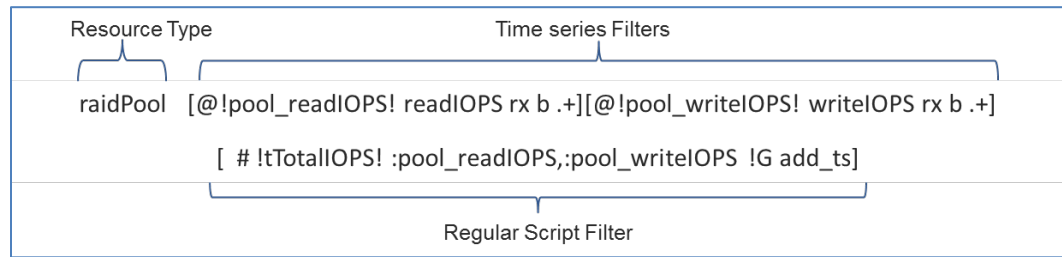 Resource Type Time series Filters
raidPool [@!pool_readIOPS! readIOPS rx b .+][@!pool_writeIOPS! writeIOPS rx b .+]
[ # !tTotalIOPS! :pool_readIOPS,:pool_writeIOPS !G add_ts]
Regular Script Filter